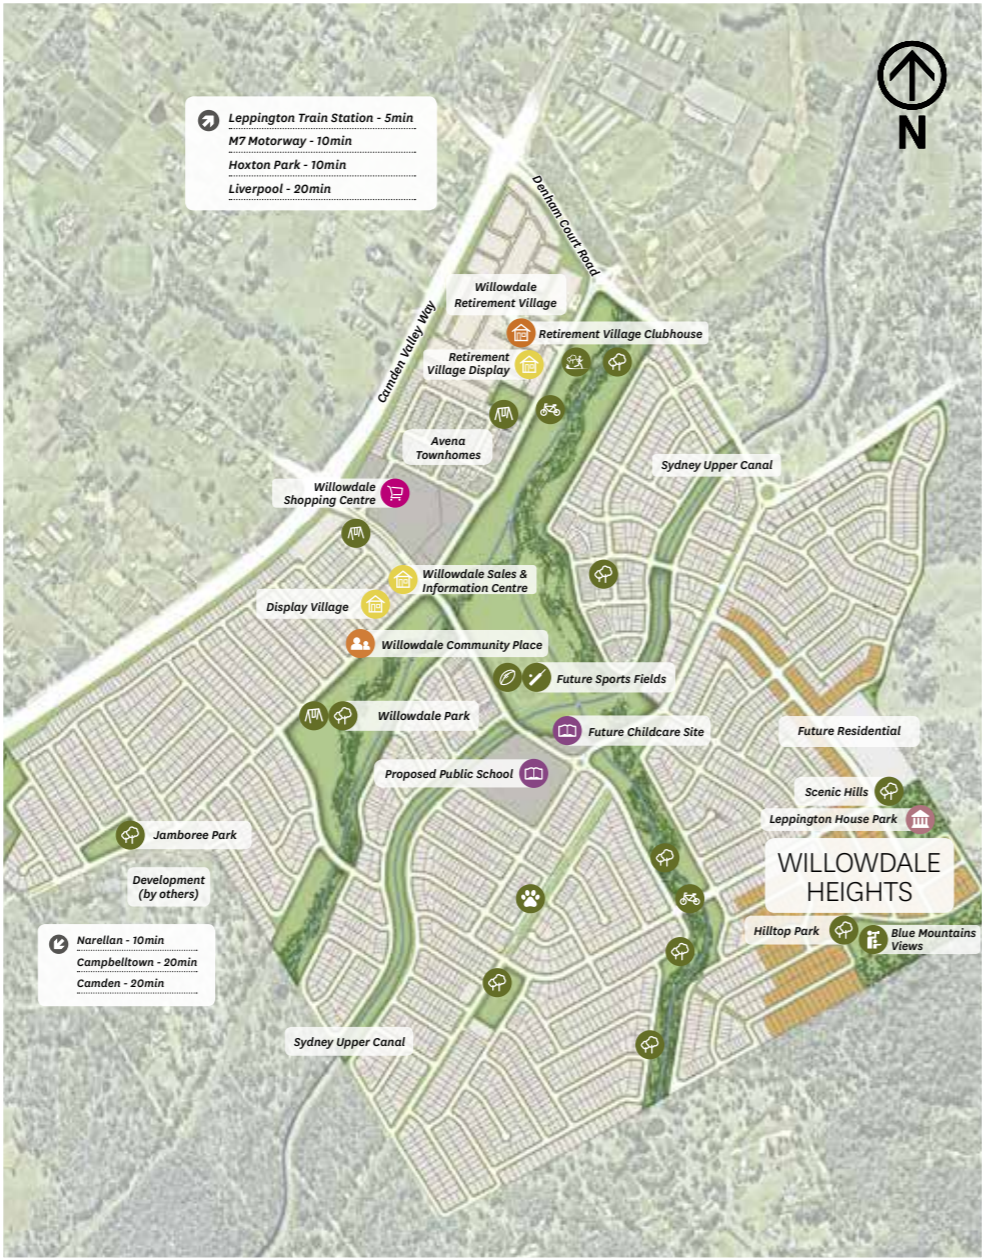 N
Leppington Train Station - 5min
M7 Motorway - 10min
Hoxton Park - 10min
Liverpool - 20min
Denham Court Road
Camden Valley Way
Willowdale
Retirement Village
Retirement Village Clubhouse
Retirement
Village Display
Avena
Townhomes
Sydney Upper Canal
Willowdale
Shopping Centre
Willowdale Sales &
Information Centre
Display Village
Willowdale Community Place
Future Sports Fields
Willowdale Park
Future Childcare Site
Future Residential
Proposed Public School
Scenic Hills
Leppington House Park
Jamboree Park
WILLOWDALE
HEIGHTS
Development
(by others)
Hilltop Park
Blue Mountains
Views
Narellan - 10min
Campbelltown - 20min
Camden - 20min
Sydney Upper Canal